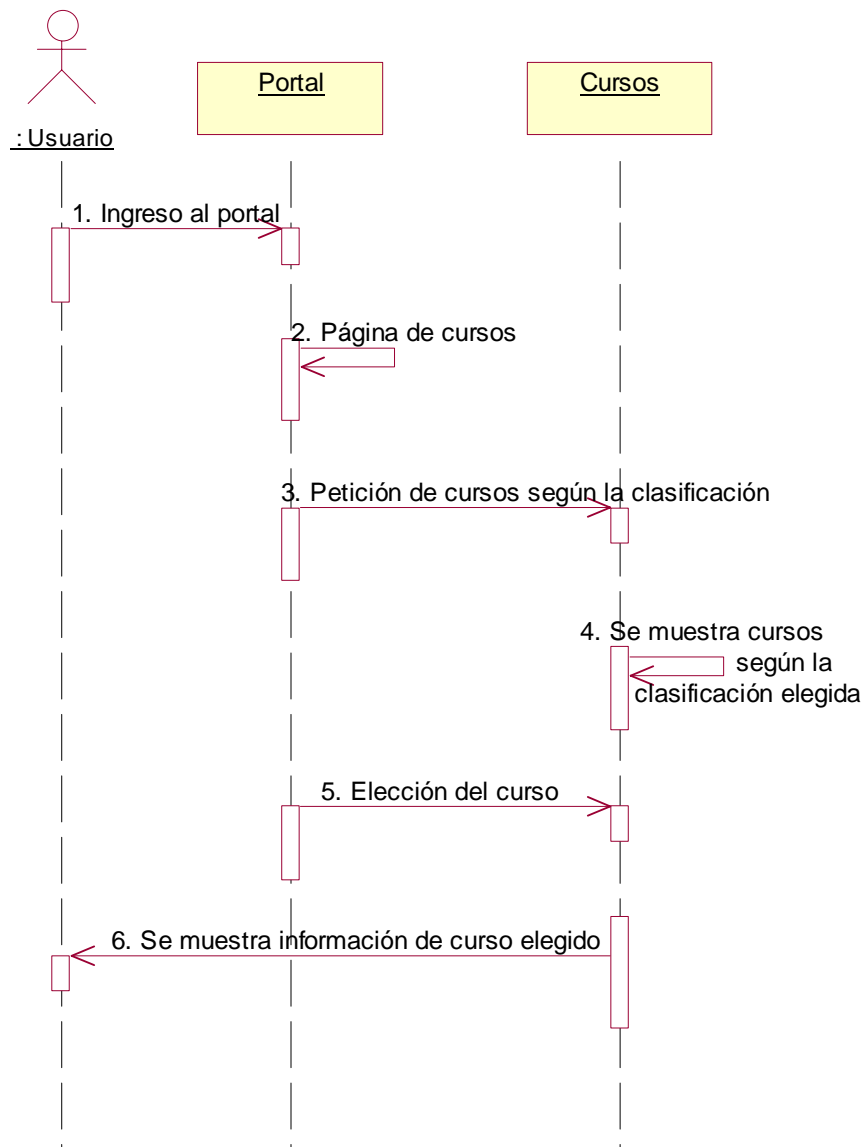 Portal
Cursos
: Usuario
1. Ingreso al portal
2. Página de cursos
3. Petición de cursos según la clasificación
4. Se muestra cursos
según la
clasificación elegida
5. Elección del curso
6. Se muestra información de curso elegido